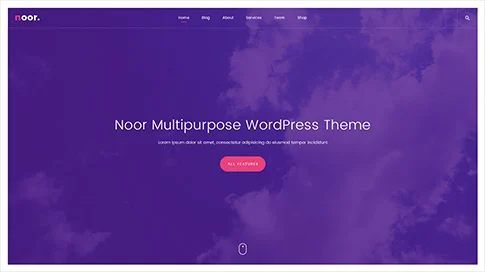 noor.
Home Blog About Services Team Shop
Noor Multipurpose WordPress Theme
Lorem ipsum dolor sit amet, consectetur adipisicing do eiusmod tempor incididunt
ALL FEATURES